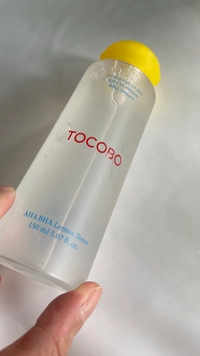 TOCOBO
AHA BHA Lemon Toner
150 ml 5.07 fl. oz.